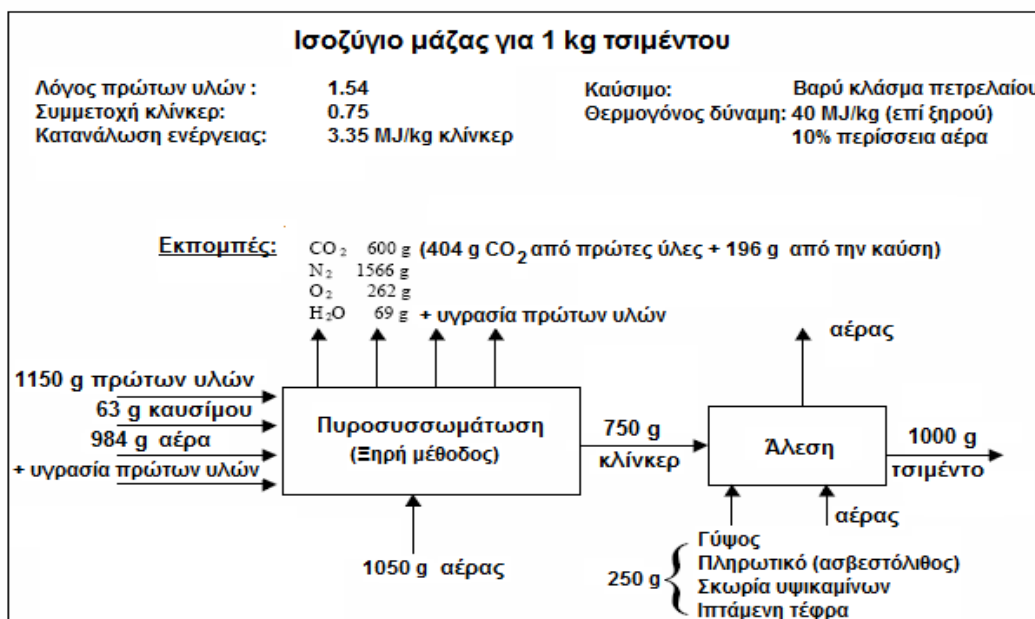 Ισοζύγιο μάζας για 1 kg τσιμέντου
Λόγος πρώτων υλών : 1.54
Συμμετοχή κλίνκερ: 0.75
Κατανάλωση ενέργειας: 3.35 MJ/kg κλίνκερ
Καύσιμο: Βαρύ κλάσμα πετρελαίου
Θερμογόνος δύναμη: 40 MJ/kg (επί ξηρού)
10% περίσσεια αέρα
Εκπομπές: CO2 600 g (404 g CO2 από πρώτες ύλες + 196 g από την καύση)
N2 1566 g
O2 262 g
H2O 69 g + υγρασία πρώτων υλών
αέρας
1150 g πρώτων υλών
63 g καυσίμου
984 g αέρα
+ υγρασία πρώτων υλών
Πυροσυσσωμάτωση
(Ξηρή μέθοδος)
750 g
κλίνκερ
Άλεση
1000 g
τσιμέντο
1050 g αέρας
αέρας
250 g
Γύψος
Πληρωτικό (ασβεστόλιθος)
Σκωρία υψικαμίνων
Ιπτάμενη τέφρα